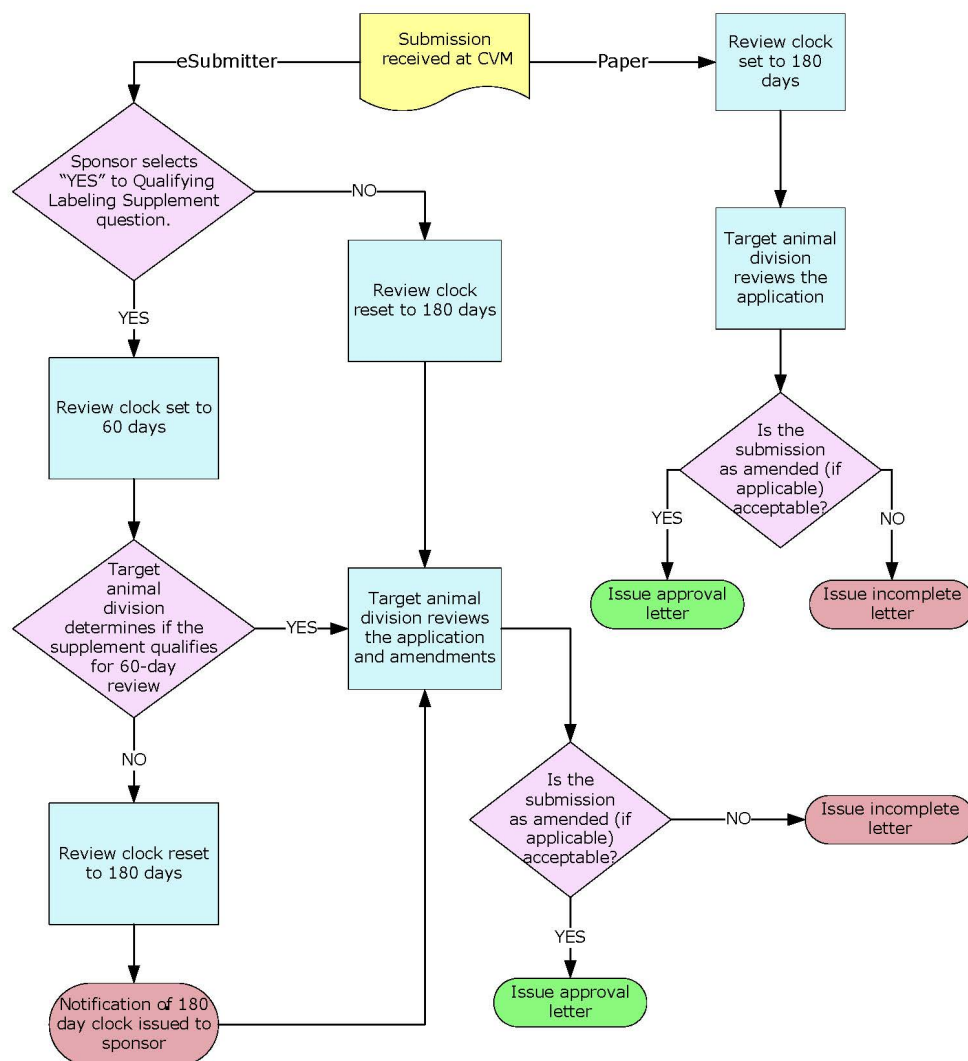 Submission
received at CVM
eSubmitter
Paper
Review clock
set to 180
days
Sponsor selects
“YES” to Qualifying
Labeling Supplement
question.
NO
YES
Review clock
reset to 180 days
Target animal
division
reviews the
application
Review clock set to
60 days
Is the
submission
as amended (if
applicable)
acceptable?
YES
NO
Issue approval
letter
Issue incomplete
letter
Target
animal
division
determines if the
supplement qualifies
for 60-day
review
YES
NO
Target animal
division reviews
the application
and amendments
Review clock reset
to 180 days
Notification of 180
day clock issued to
sponsor
Is the
submission
as amended (if
applicable)
acceptable?
NO
Issue incomplete
letter
YES
Issue approval
letter